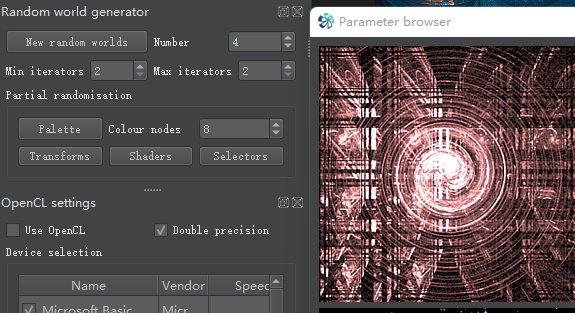 Random world generator
New random worlds Number 4
Min iterators 2 Max iterators 2
Partial randomisation
Palette Colour nodes 8
Transforms Shaders Selectors
OpenCL settings
Use OpenCL Double precision
Device selection
Name Vendor Speed
Microsoft Basic Micr
Parameter browser